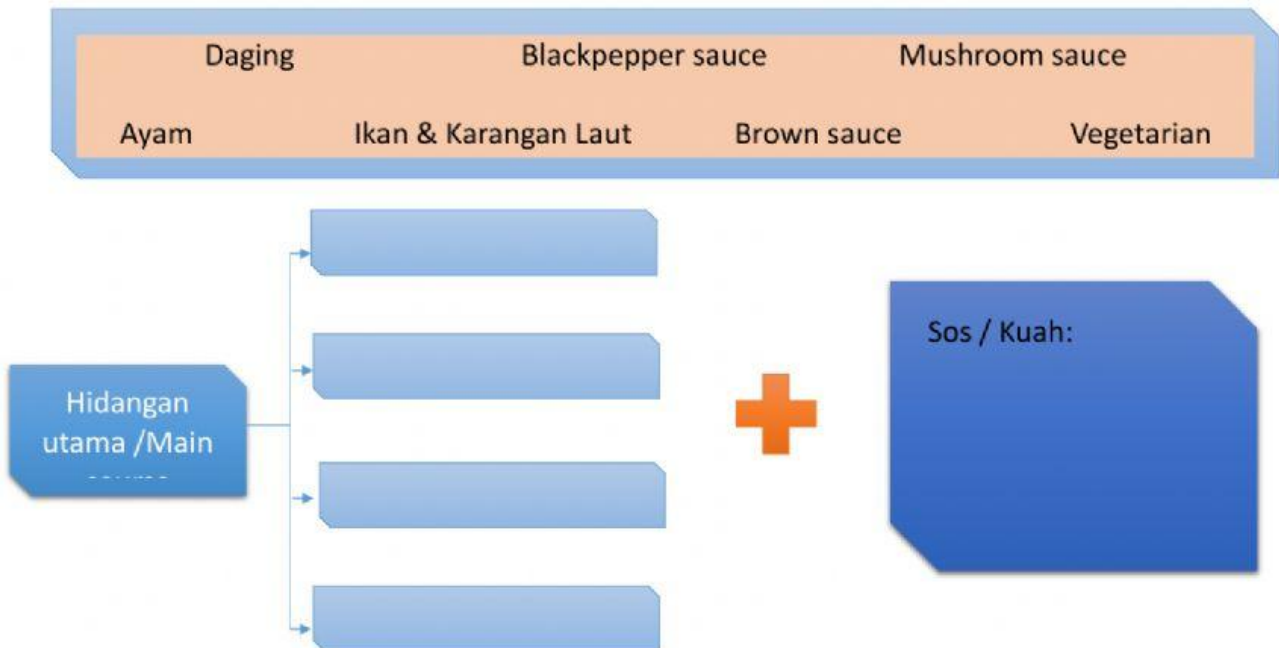 Daging Blackpepper sauce Mushroom sauce
Ayam Ikan & Karangan Laut Brown sauce Vegetarian
Sos / Kuah:
Hidangan
utama /Main